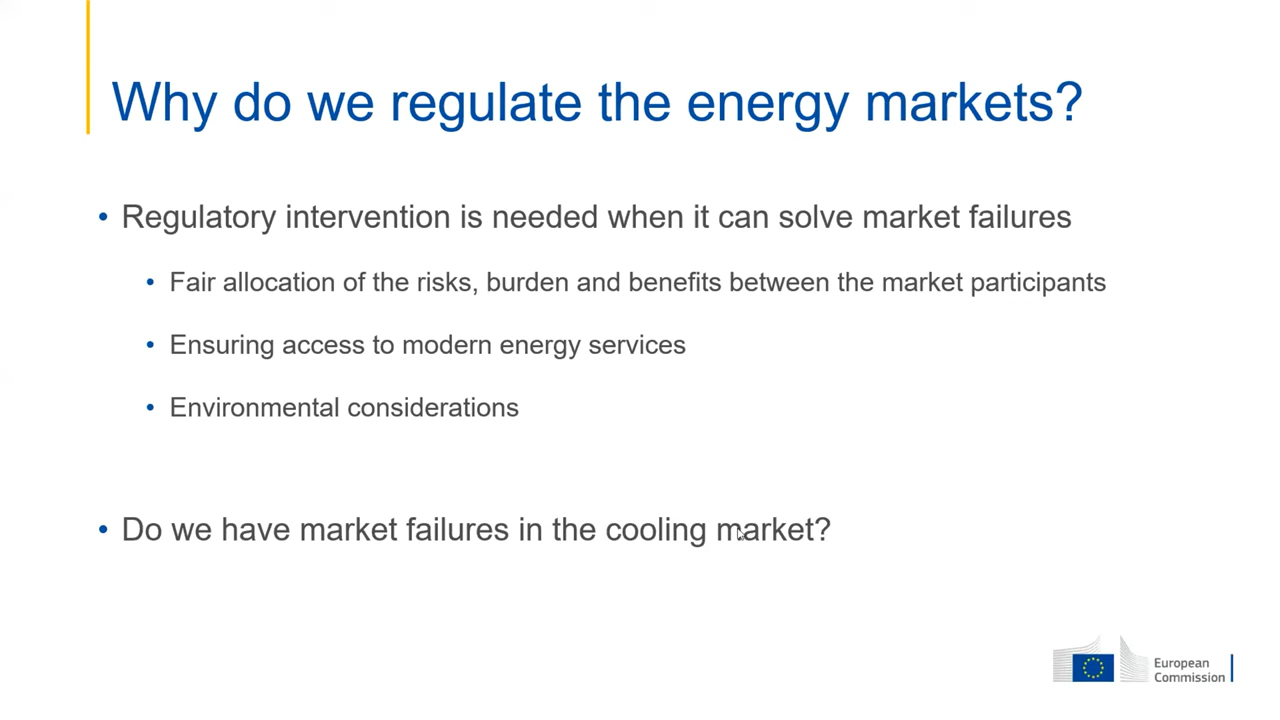 Why do we regulate the energy markets?
• Regulatory intervention is needed when it can solve market failures
• Fair allocation of the risks, burden and benefits between the market participants
• Ensuring access to modern energy services
• Environmental considerations
• Do we have market failures in the cooling market?
European
Commission